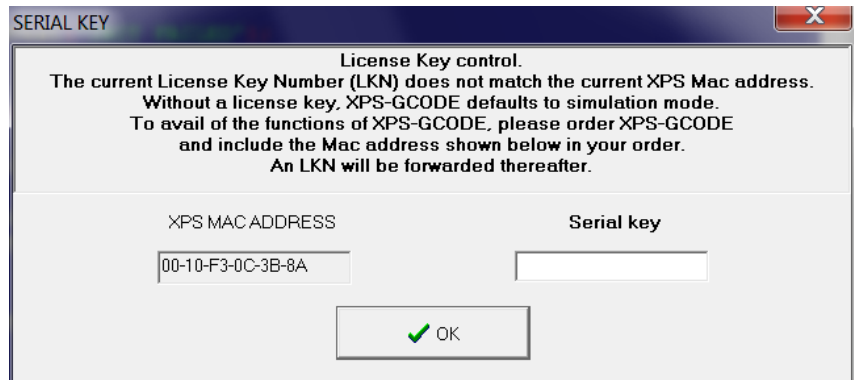 SERIAL KEY
License Key control.
The current License Key Number (LKN) does not match the current XPS Mac address.
Without a license key, XPS-GCODE defaults to simulation mode.
To avail of the functions of XPS-GCODE, please order XPS-GCODE
and include the Mac address shown below in your order.
An LKN will be forwarded thereafter.
XPS MAC ADDRESS
Serial key
00-10-F3-0C-3B-8A
OK